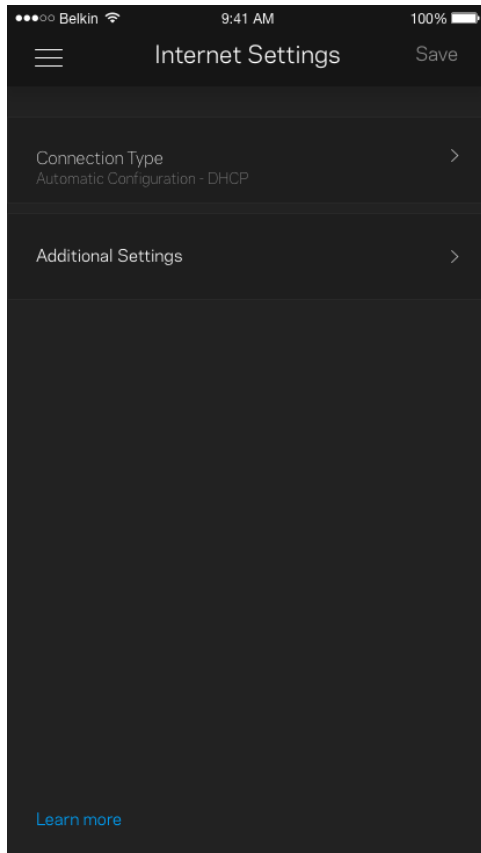 Belkin 9:41 AM 100%
Internet Settings Save
Connection Type
Automatic Configuration - DHCP
Additional Settings
Learn more